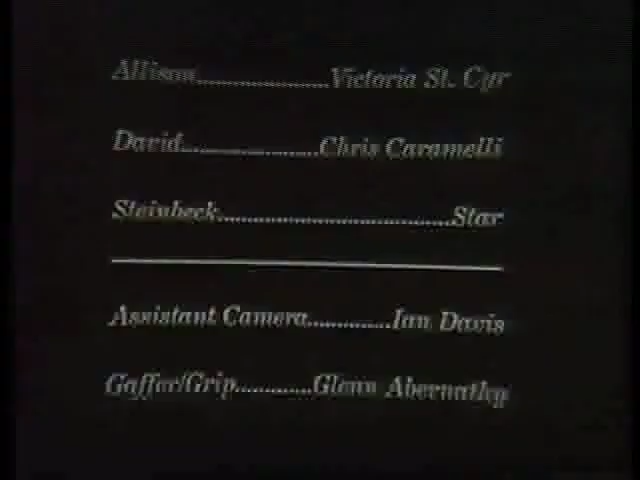 Allison....................Victoria St. Cyr
David.....................Chris Caramelli
Steinbeck...................................Star
Assistant Camera.............Ian Davis
Gaffer/Grip............Glenn Abernathy